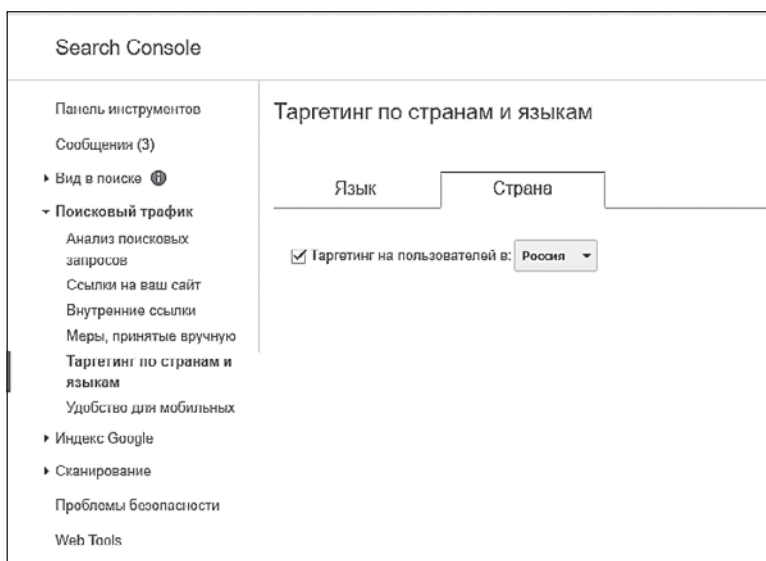 Search Console
Панель инструментов
Сообщения (3)
Вид в поиске
Поисковый трафик
Анализ поисковых
запросов
Ссылки на ваш сайт
Внутренние ссылки
Меры, принятые вручную
Таргетинг по странам и
языкам
Удобство для мобильных
Индекс Google
Сканирование
Проблемы безопасности
Web Tools
Таргетинг по странам и языкам
Язык
Страна
Таргетинг на пользователей в: Россия